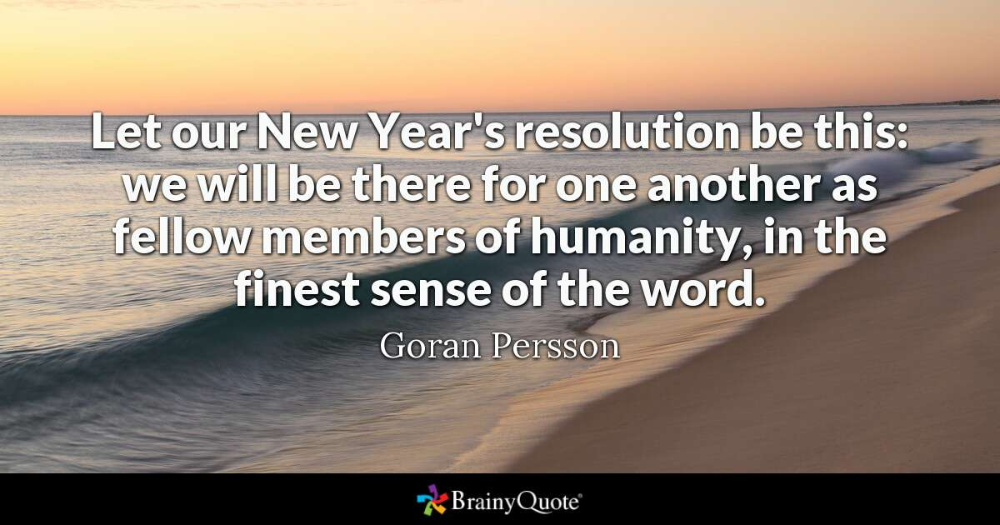 Let our New Year's resolution be this:
we will be there for one another as
fellow members of humanity, in the
finest sense of the word.
Goran Persson
BrainyQuote®